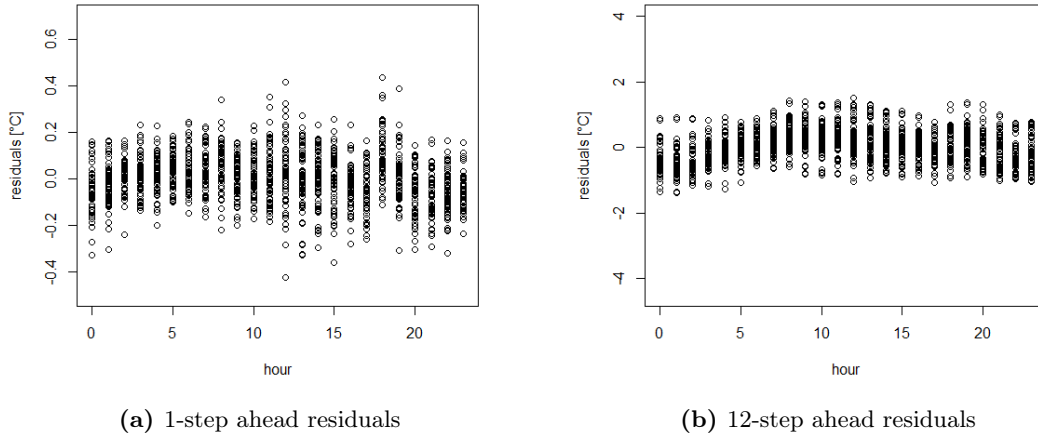 0.6
0.4
0.2
0.0
-0.2
-0.4
residuals [°C]
0 5 10 15 20
hour
(a) 1-step ahead residuals
4
2
0
-2
-4
residuals [°C]
0 5 10 15 20
hour
(b) 12-step ahead residuals